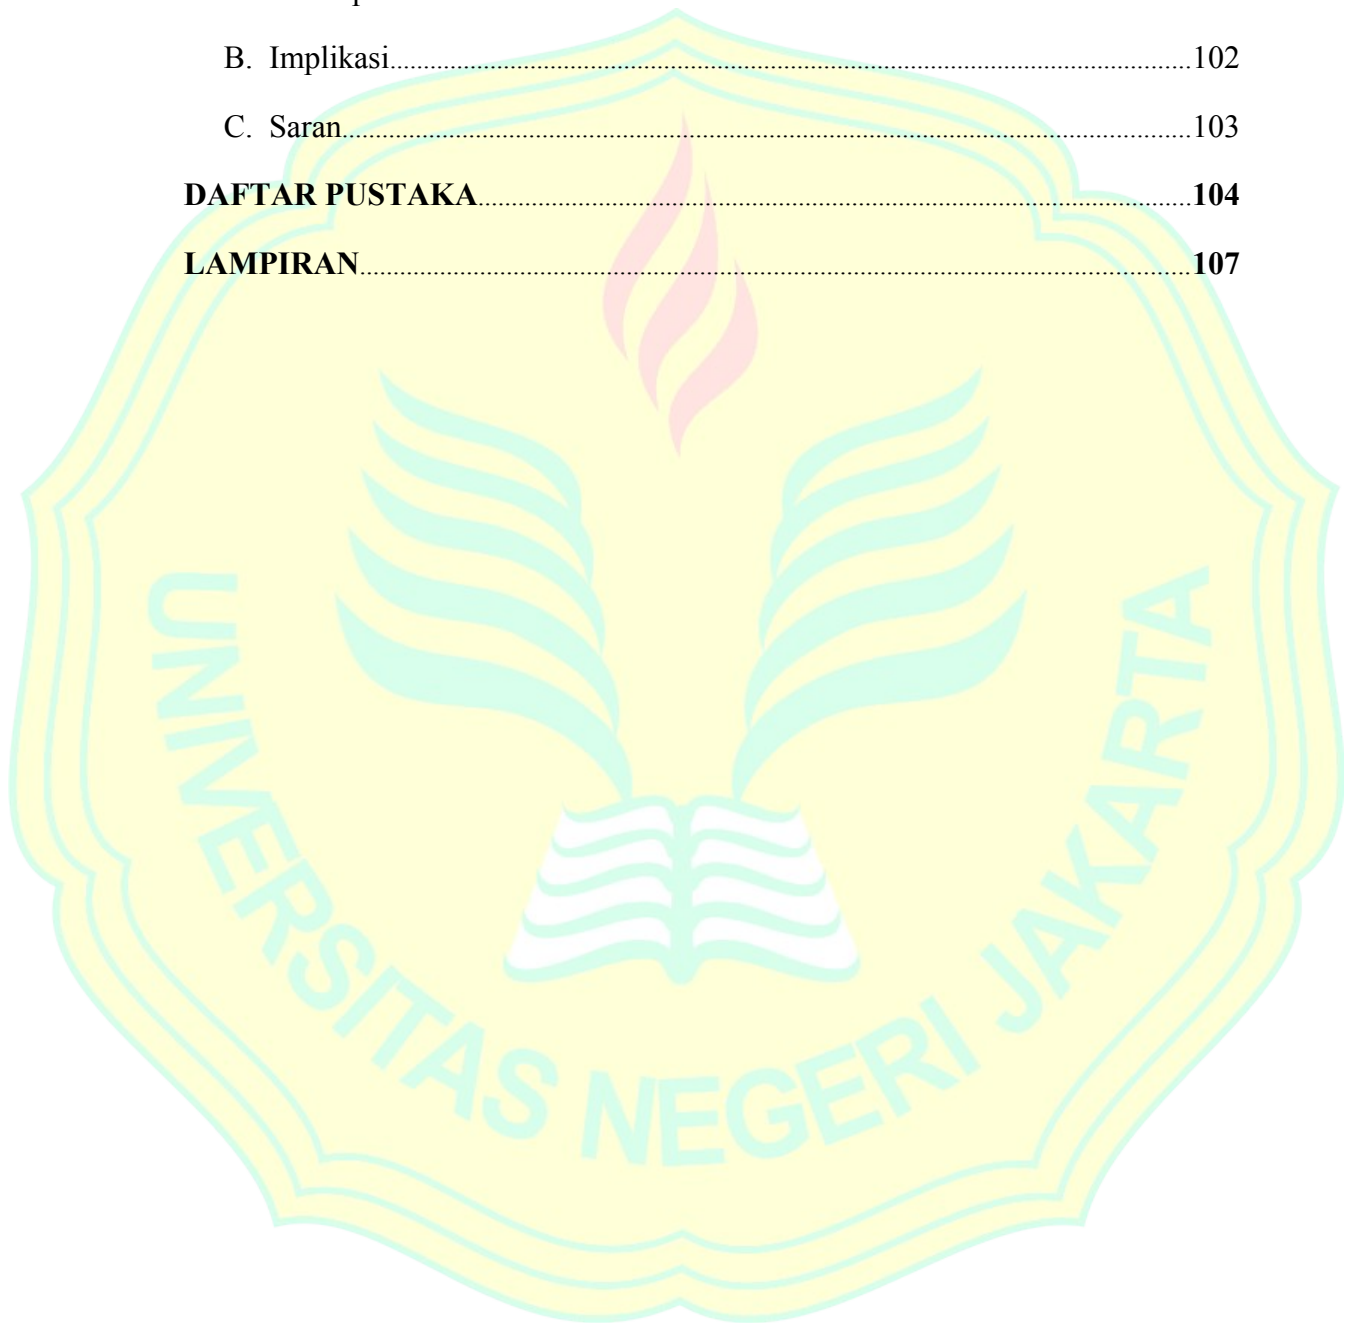 B. Implikasi........102
C. Saran........103
DAFTAR PUSTAKA........104
LAMPIRAN........107
UNIVERSITAS NEGERI JAKARTA